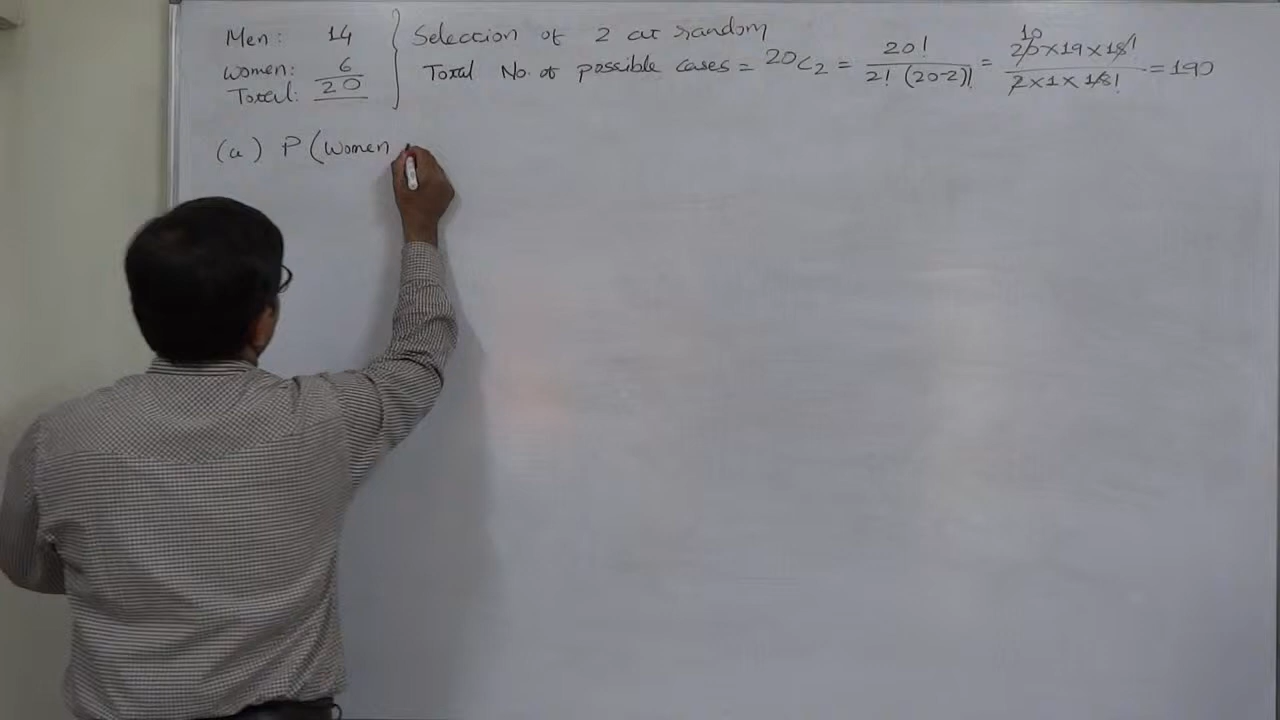 Men: 14 } Selection of 2 at random
Women: 6 Total No. of possible cases = 20C2 = 20! / 2! (20-2)! = 10 20×19×18! / 2×1×18! = 190
Total: 20
(a) P (Women